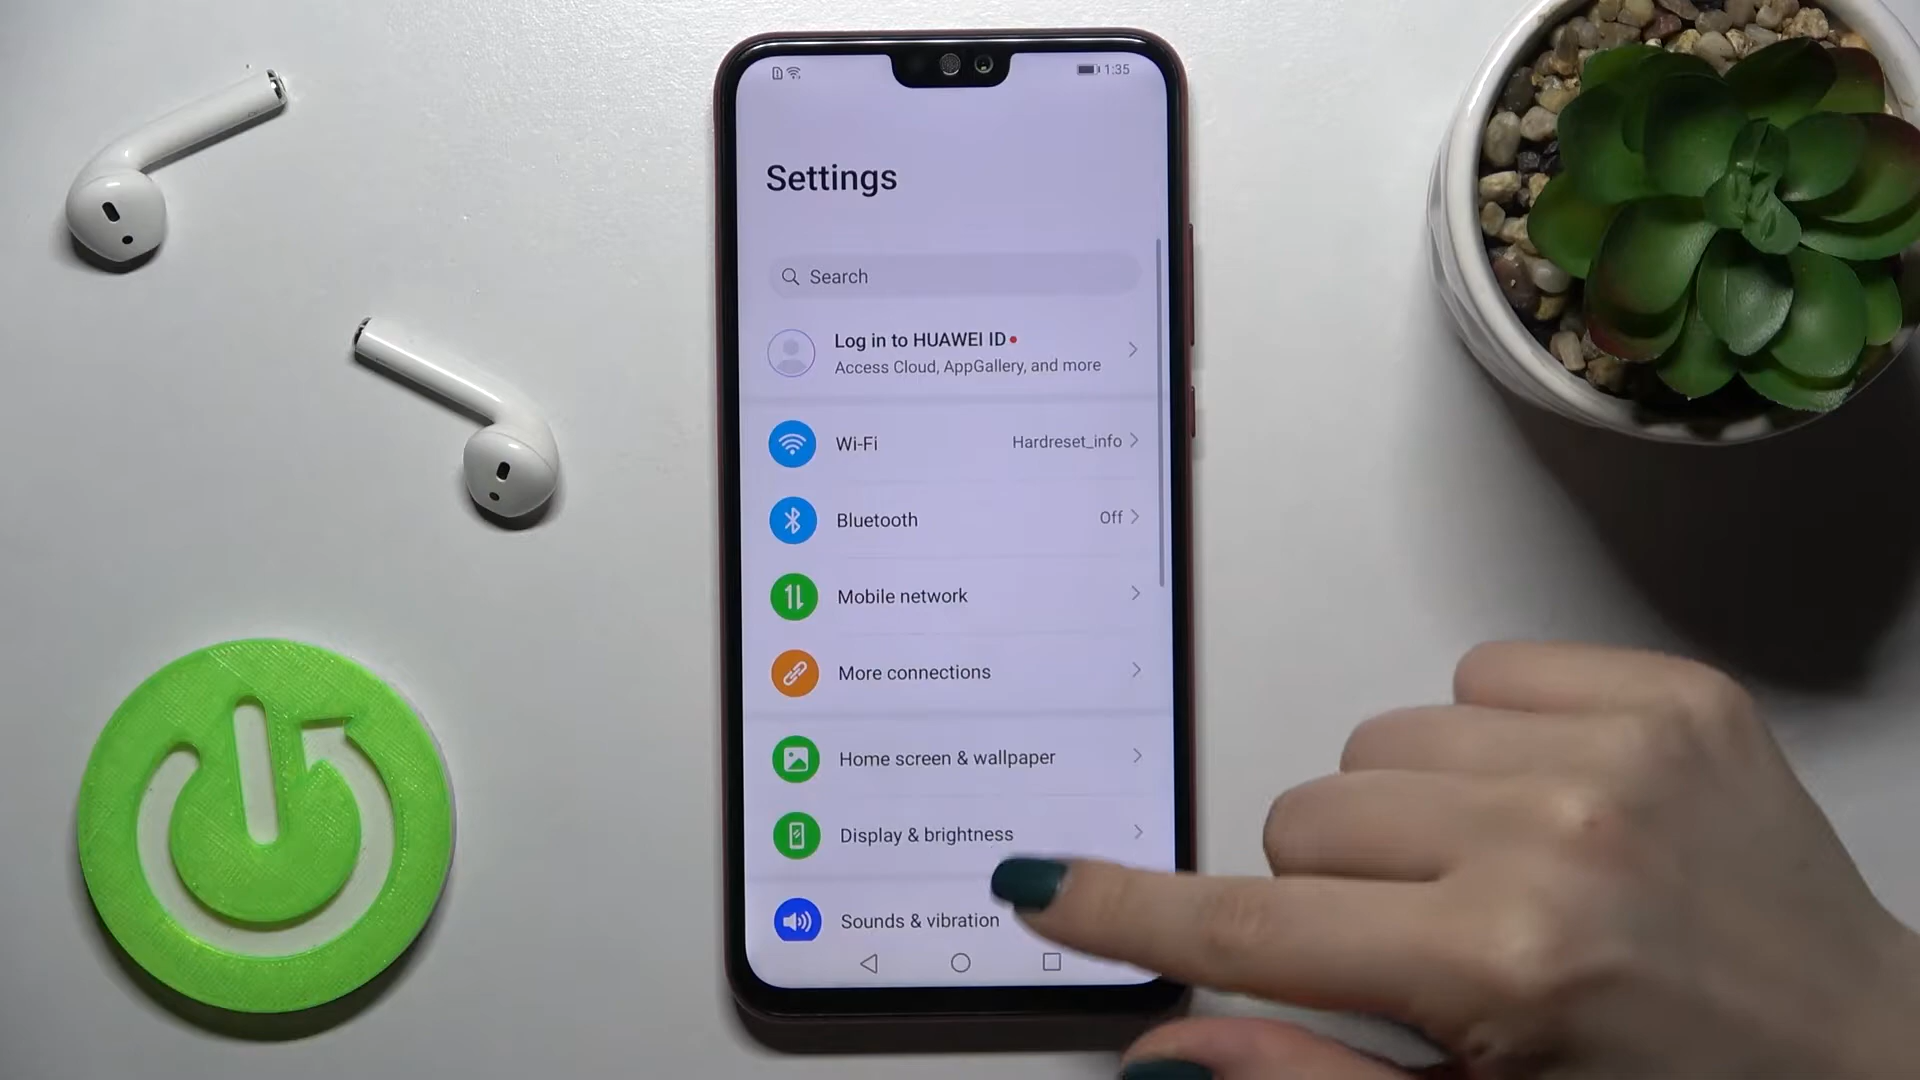 1:35
Settings
Search
Log in to HUAWEI ID
Access Cloud, AppGallery, and more
Wi-Fi Hardreset_info
Bluetooth Off
Mobile network
More connections
Home screen & wallpaper
Display & brightness
Sounds & vibration